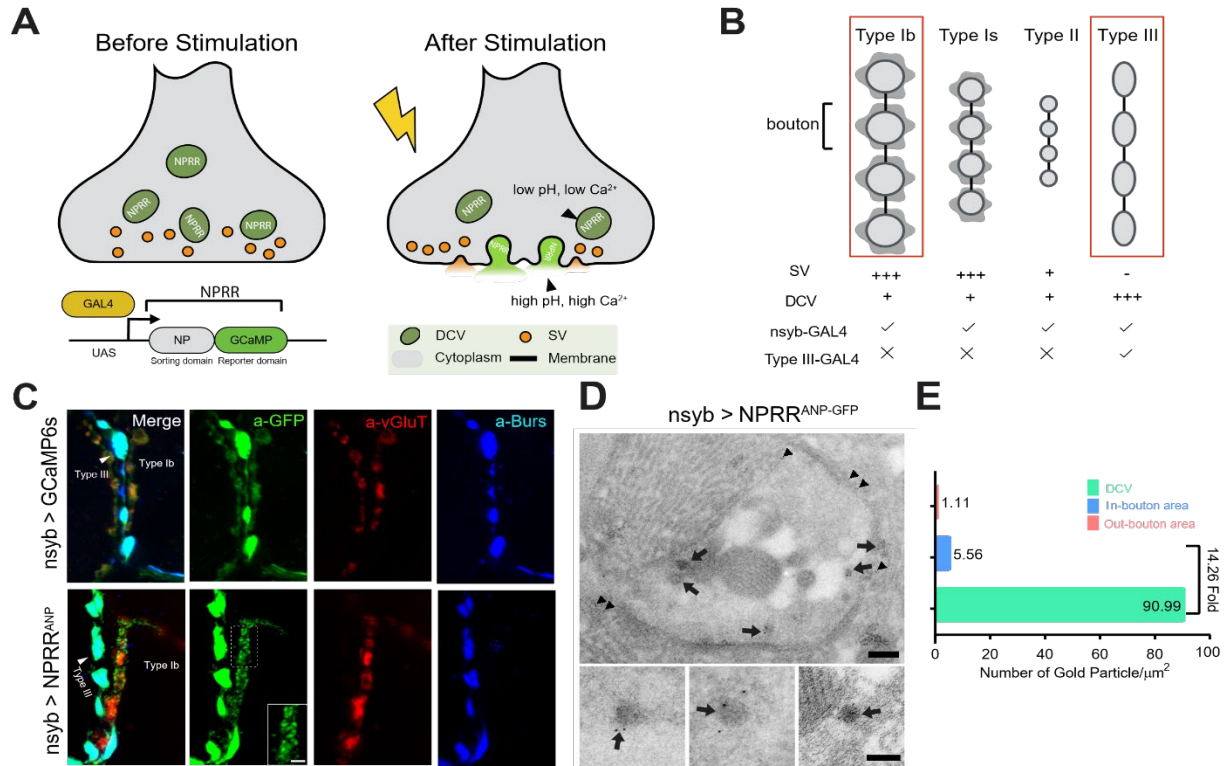 A
Before Stimulation
After Stimulation
NPRR
NPRR
NPRR
NPRR
NPRR
low pH, low Ca²⁺
NPRR
NPRR
NPRR
high pH, high Ca²⁺
GAL4
NPRR
UAS
NP
GCaMP
Sorting domain
Reporter domain
DCV
SV
Cytoplasm
Membrane
B
Type Ib
Type Is
Type II
Type III
bouton
SV +++ +++ + -
DCV + + + +++
nsyb-GAL4 ✓ ✓ ✓ ✓
Type III-GAL4 ✕ ✕ ✕ ✓
C
Merge
a-GFP
a-vGluT
a-Burs
nsyb > GCaMP6s
Type III
Type Ib
nsyb > NPRRᴬᴺᴾ
Type III
Type Ib
D
nsyb > NPRRᴬᴺᴾ⁻ᴳᶠᴾ
E
DCV
In-bouton area
Out-bouton area
1.11
5.56
90.99
14.26 Fold
0 20 40 60 80 100
Number of Gold Particle/μm²